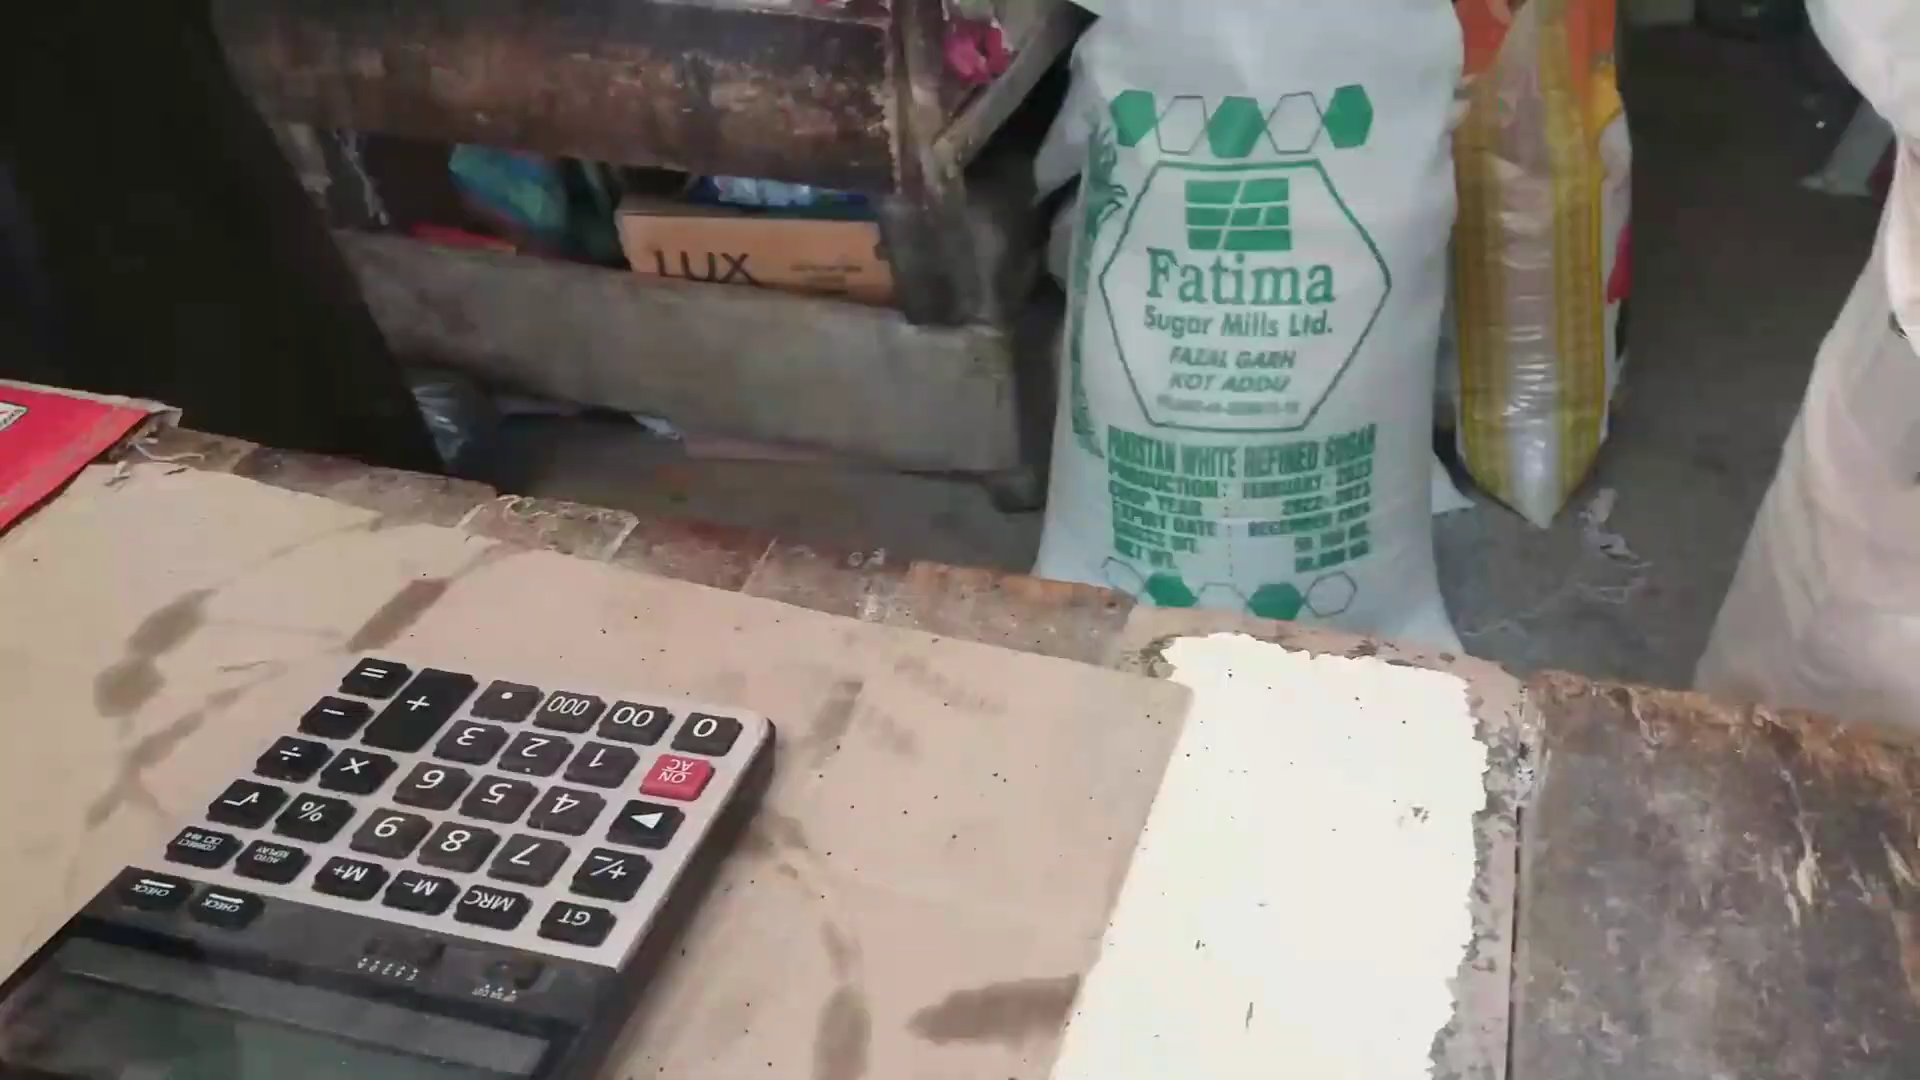 LUX
Fatima
Sugar Mills Ltd.
FAZAL GARH
KOT ADDU
PAKISTAN WHITE REFINED SUGAR
PRODUCTION: FEBRUARY 2023
CROP YEAR : 2022-2023
EXPIRY DATE : DECEMBER
GROSS WT.
NET WT.
0 00 000 • + =
ON AC 1 2 3 −
▶ 4 5 6 × ÷
+/− 7 8 9 % √
GT MRC M− M+ AUTO REPLAY CORRECT
CHECK CHECK